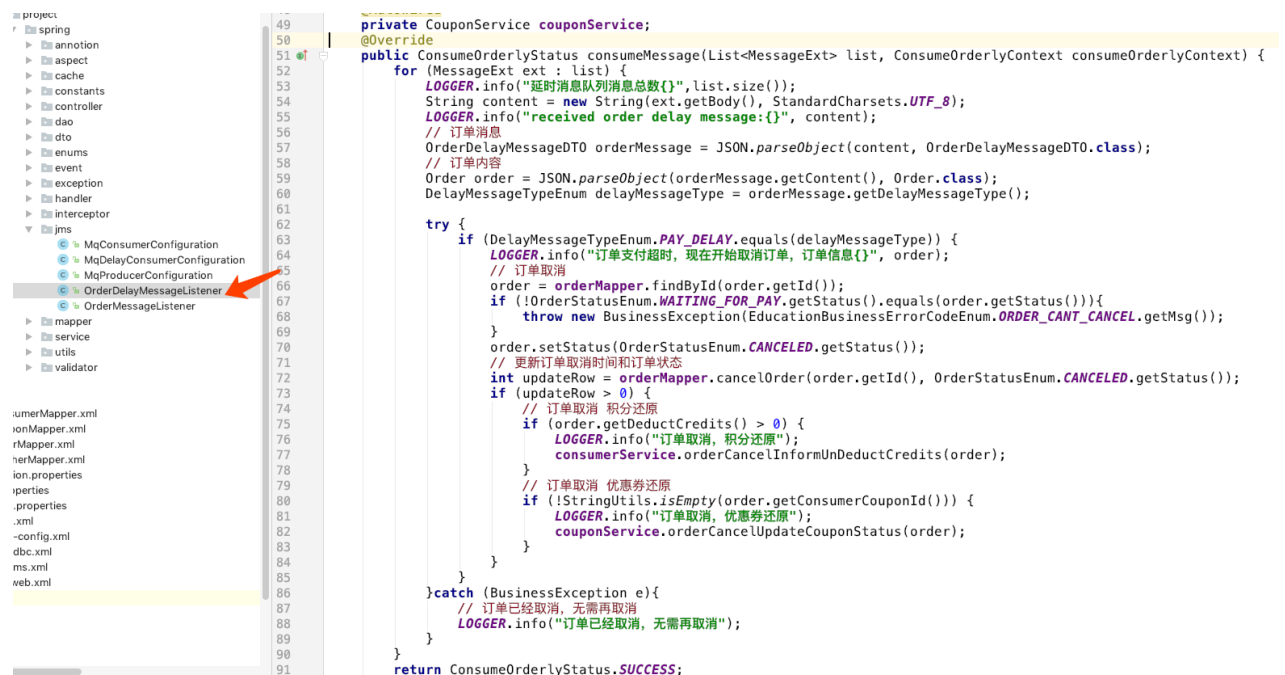 project
spring
annotion
aspect
cache
constants
controller
dao
dto
enums
event
exception
handler
interceptor
jms
MqConsumerConfiguration
MqDelayConsumerConfiguration
MqProducerConfiguration
OrderDelayMessageListener
OrderMessageListener
mapper
service
utils
validator
sumerMapper.xml
onMapper.xml
rMapper.xml
herMapper.xml
ion.properties
perties
.properties
.xml
-config.xml
dbc.xml
ms.xml
web.xml
49 private CouponService couponService;
50 @Override
51 public ConsumeOrderlyStatus consumeMessage(List<MessageExt> list, ConsumeOrderlyContext consumeOrderlyContext) {
52 for (MessageExt ext : list) {
53 LOGGER.info("延时消息队列消息总数{}",list.size());
54 String content = new String(ext.getBody(), StandardCharsets.UTF_8);
55 LOGGER.info("received order delay message:{}", content);
56 // 订单消息
57 OrderDelayMessageDTO orderMessage = JSON.parseObject(content, OrderDelayMessageDTO.class);
58 // 订单内容
59 Order order = JSON.parseObject(orderMessage.getContent(), Order.class);
60 DelayMessageTypeEnum delayMessageType = orderMessage.getDelayMessageType();
61
62 try {
63 if (DelayMessageTypeEnum.PAY_DELAY.equals(delayMessageType)) {
64 LOGGER.info("订单支付超时，现在开始取消订单，订单信息{}", order);
65 // 订单取消
66 order = orderMapper.findById(order.getId());
67 if (!OrderStatusEnum.WAITING_FOR_PAY.getStatus().equals(order.getStatus())){
68 throw new BusinessException(EducationBusinessErrorCodeEnum.ORDER_CANT_CANCEL.getMsg());
69 }
70 order.setStatus(OrderStatusEnum.CANCELED.getStatus());
71 // 更新订单取消时间和订单状态
72 int updateRow = orderMapper.cancelOrder(order.getId(), OrderStatusEnum.CANCELED.getStatus());
73 if (updateRow > 0) {
74 // 订单取消 积分还原
75 if (order.getDeductCredits() > 0) {
76 LOGGER.info("订单取消，积分还原");
77 consumerService.orderCancelInformUnDeductCredits(order);
78 }
79 // 订单取消 优惠券还原
80 if (!StringUtils.isEmpty(order.getConsumerCouponId())) {
81 LOGGER.info("订单取消，优惠券还原");
82 couponService.orderCancelUpdateCouponStatus(order);
83 }
84 }
85 }
86 }catch (BusinessException e){
87 // 订单已经取消，无需再取消
88 LOGGER.info("订单已经取消，无需再取消");
89 }
90 }
91 return ConsumeOrderlyStatus.SUCCESS;